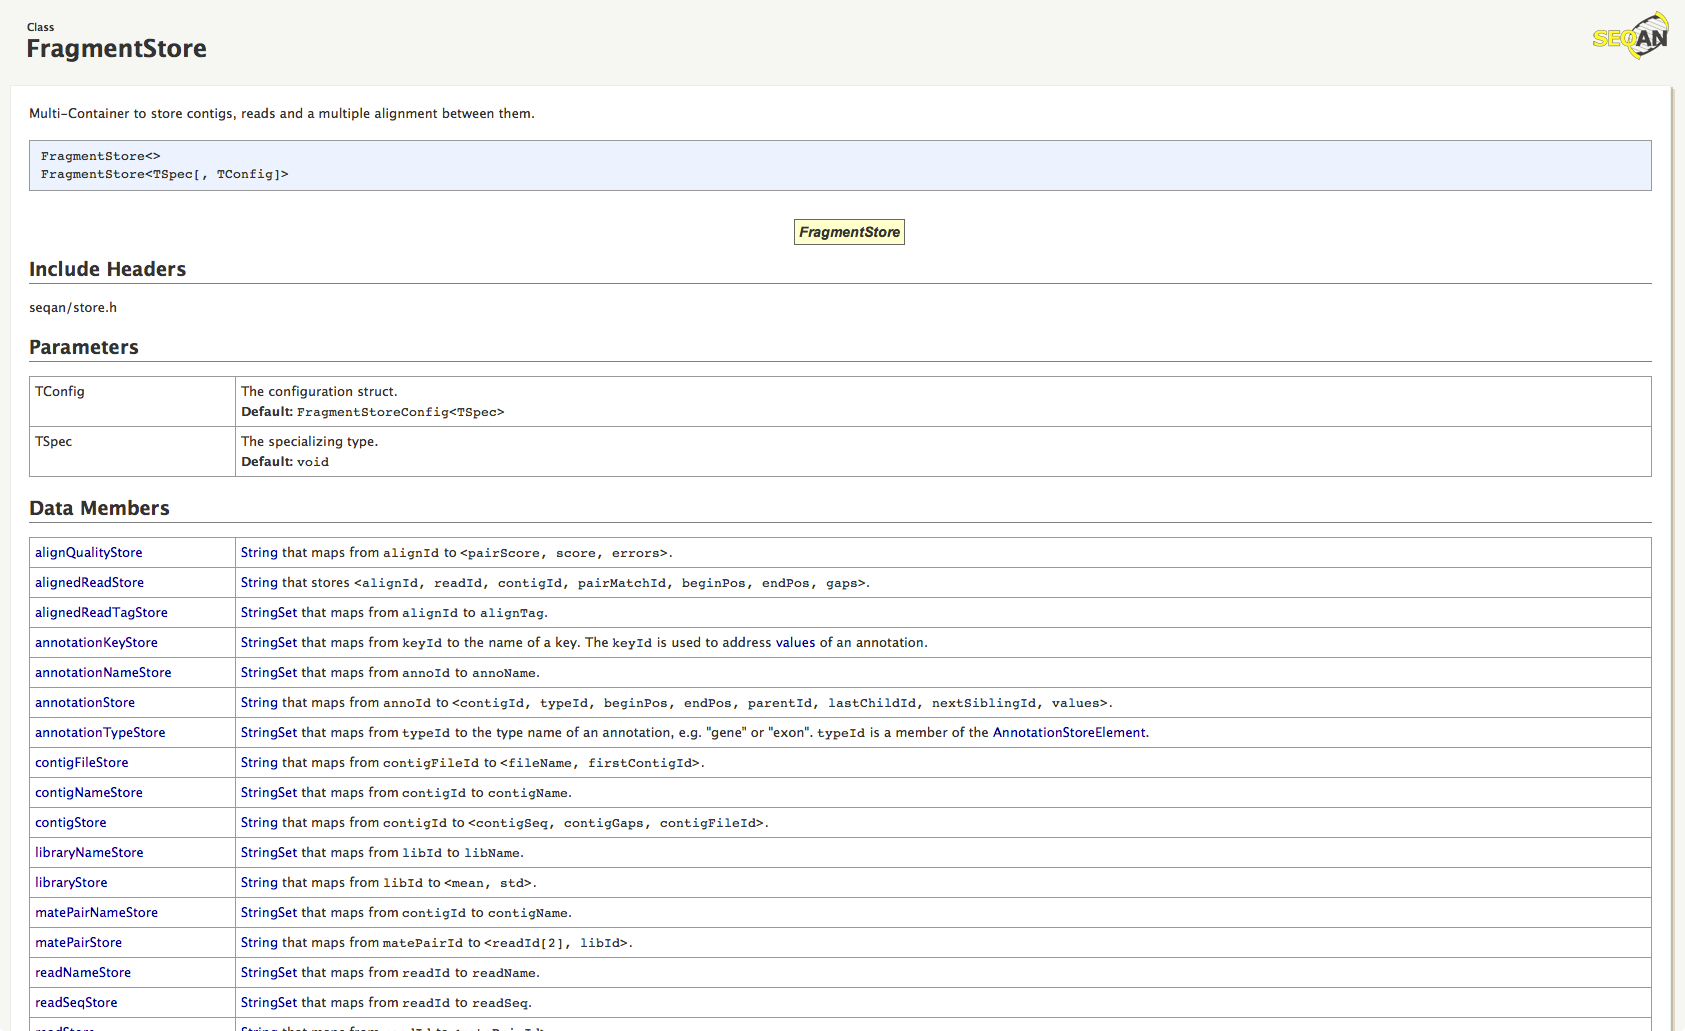 Class
FragmentStore
SEQAN
Multi-Container to store contigs, reads and a multiple alignment between them.
FragmentStore<>
FragmentStore<TSpec[, TConfig]>
FragmentStore
Include Headers
seqan/store.h
Parameters
TConfig The configuration struct.
Default: FragmentStoreConfig<TSpec>
TSpec The specializing type.
Default: void
Data Members
alignQualityStore String that maps from alignId to <pairScore, score, errors>.
alignedReadStore String that stores <alignId, readId, contigId, pairMatchId, beginPos, endPos, gaps>.
alignedReadTagStore StringSet that maps from alignId to alignTag.
annotationKeyStore StringSet that maps from keyId to the name of a key. The keyId is used to address values of an annotation.
annotationNameStore StringSet that maps from annoId to annoName.
annotationStore String that maps from annoId to <contigId, typeId, beginPos, endPos, parentId, lastChildId, nextSiblingId, values>.
annotationTypeStore StringSet that maps from typeId to the type name of an annotation, e.g. "gene" or "exon". typeId is a member of the AnnotationStoreElement.
contigFileStore String that maps from contigFileId to <fileName, firstContigId>.
contigNameStore StringSet that maps from contigId to contigName.
contigStore String that maps from contigId to <contigSeq, contigGaps, contigFileId>.
libraryNameStore StringSet that maps from libId to libName.
libraryStore String that maps from libId to <mean, std>.
matePairNameStore StringSet that maps from contigId to contigName.
matePairStore String that maps from matePairId to <readId[2], libId>.
readNameStore StringSet that maps from readId to readName.
readSeqStore StringSet that maps from readId to readSeq.